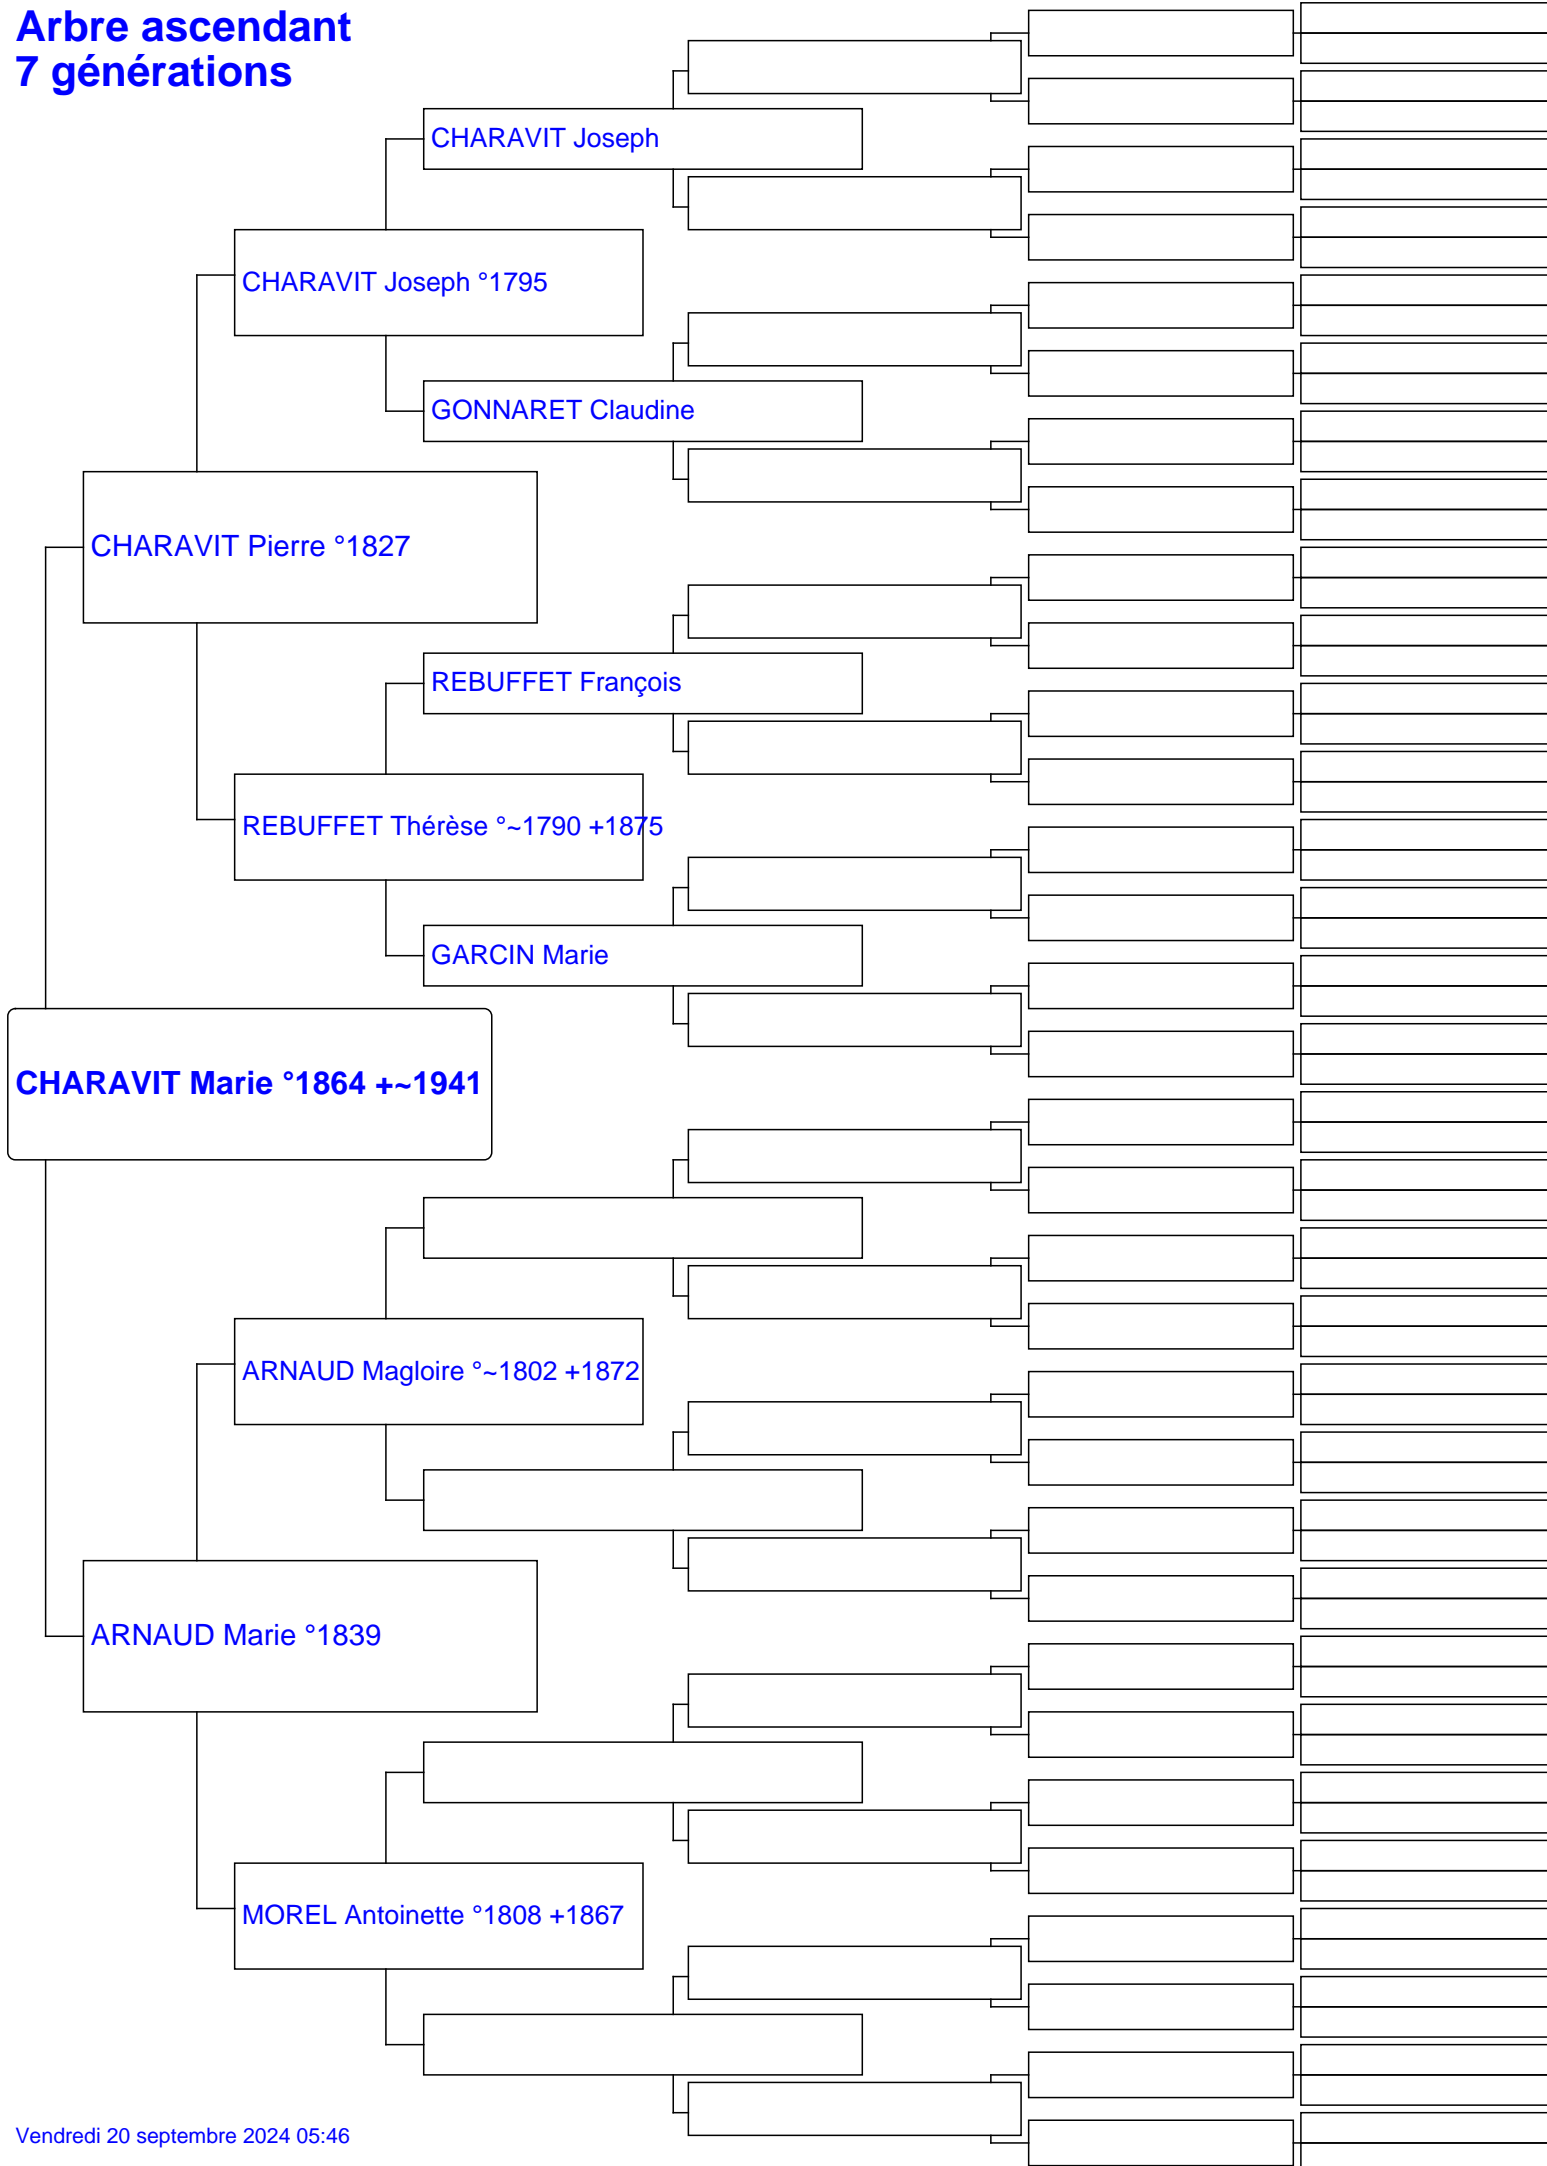 Arbre ascendant
7 générations
CHARAVIT Joseph
CHARAVIT Joseph °1795
GONNARET Claudine
CHARAVIT Pierre °1827
REBUFFET François
REBUFFET Thérèse °~1790 +1875
GARCIN Marie
CHARAVIT Marie °1864 +~1941
ARNAUD Magloire °~1802 +1872
ARNAUD Marie °1839
MOREL Antoinette °1808 +1867
Vendredi 20 septembre 2024 05:46